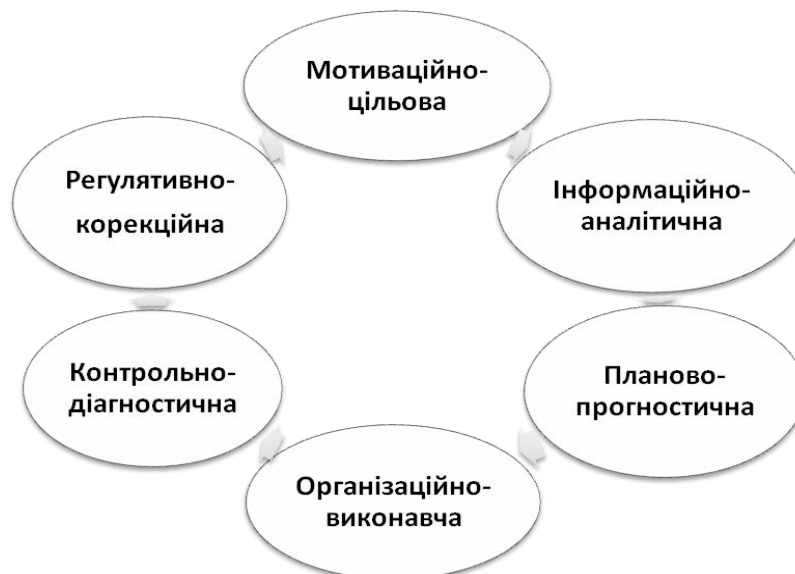 Мотиваційно-
цільова
Інформаційно-
аналітична
Планово-
прогностична
Організаційно-
виконавча
Контрольно-
діагностична
Регулятивно-
корекційна